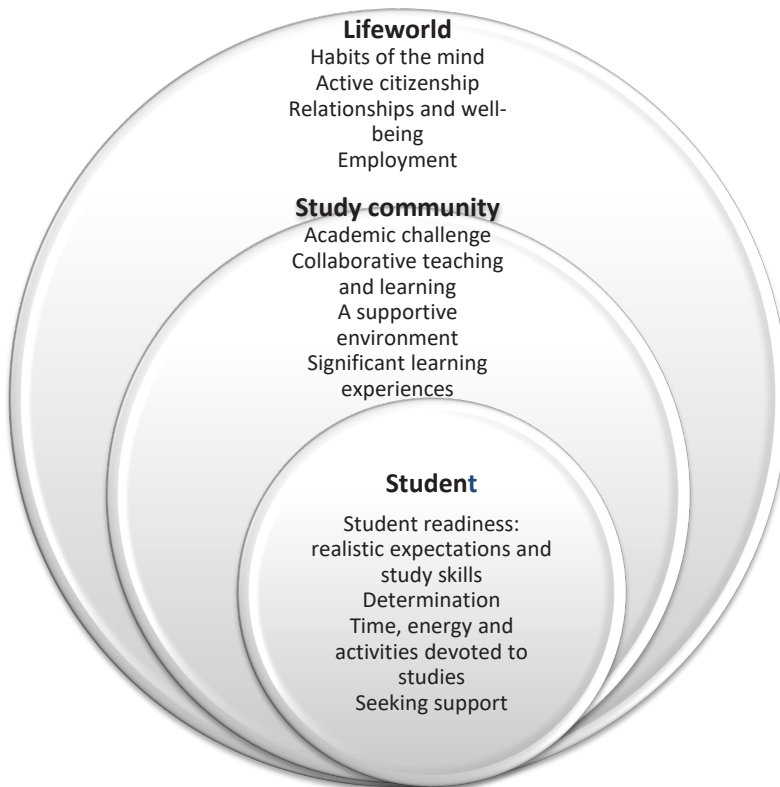 Lifeworld
Habits of the mind
Active citizenship
Relationships and well-
being
Employment
Study community
Academic challenge
Collaborative teaching
and learning
A supportive
environment
Significant learning
experiences
Student
Student readiness:
realistic expectations and
study skills
Determination
Time, energy and
activities devoted to
studies
Seeking support